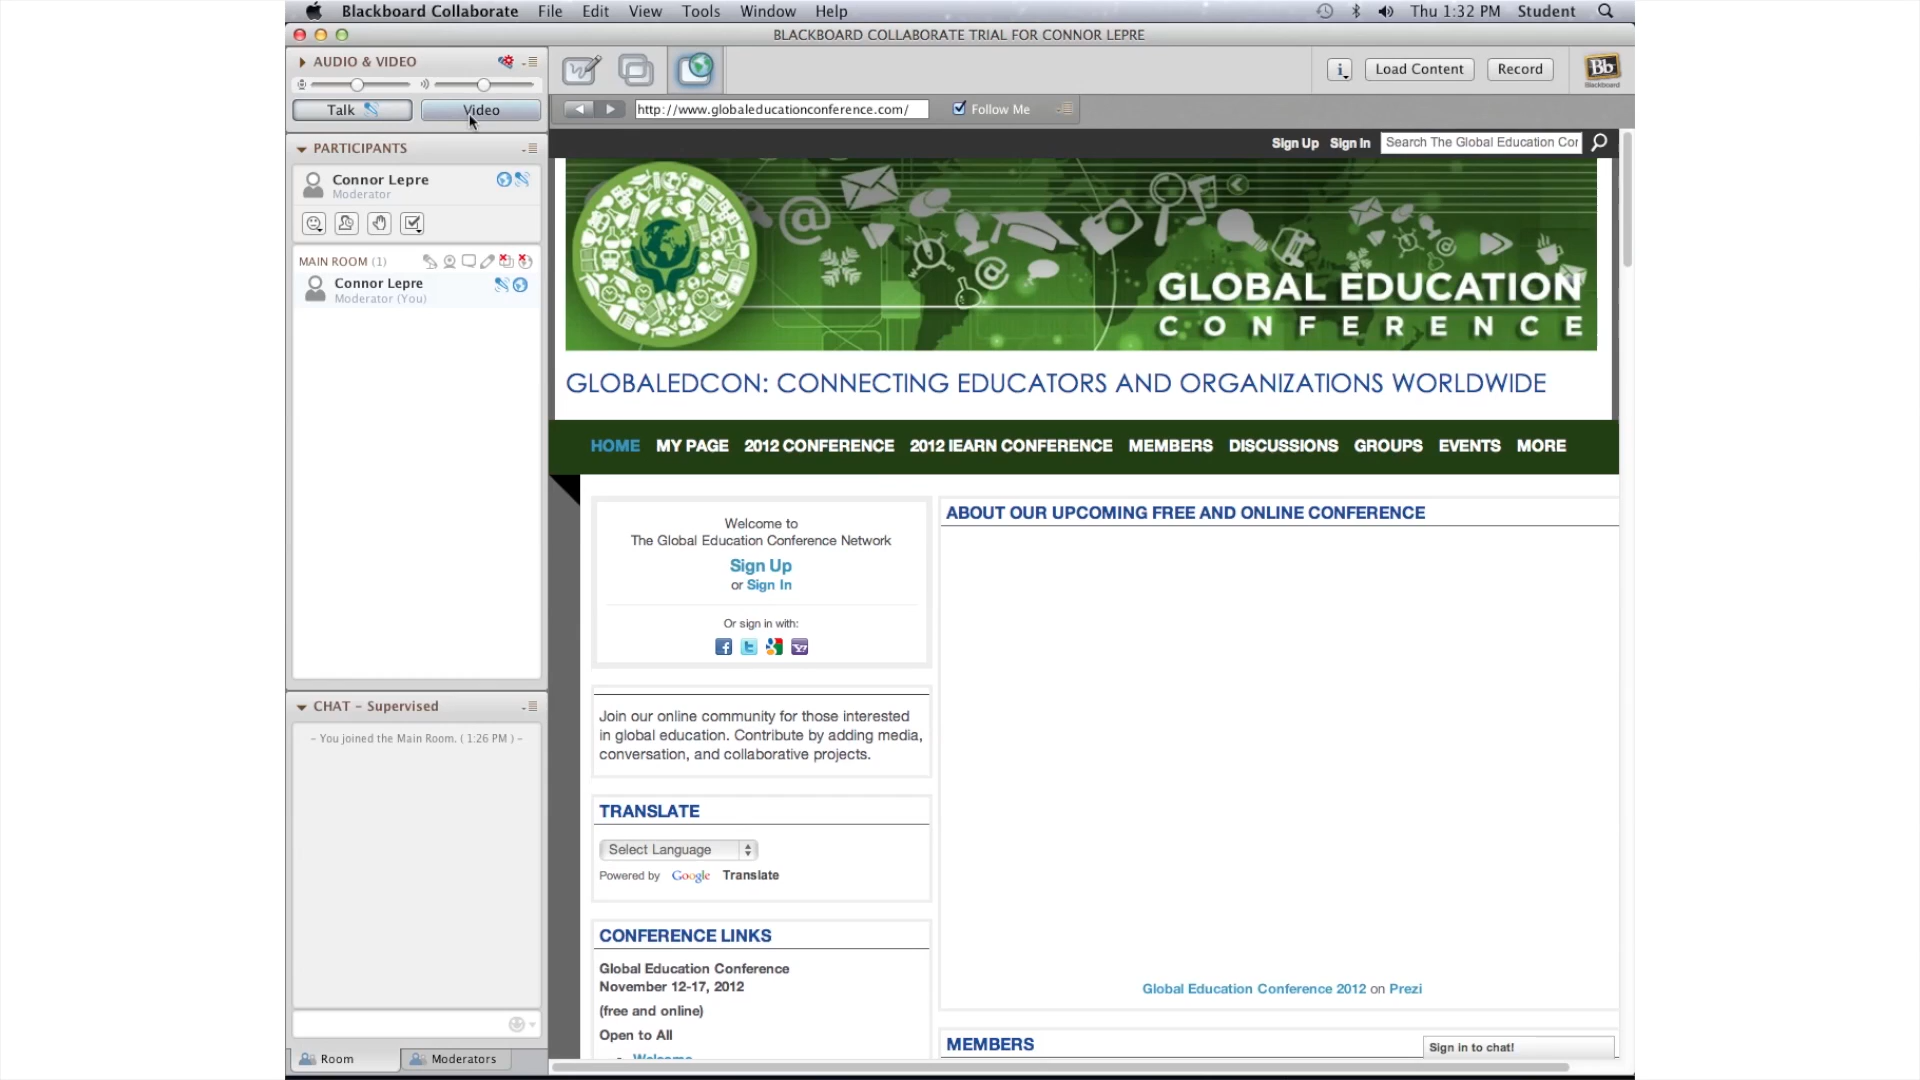 Blackboard Collaborate File Edit View Tools Window Help Thu 1:32 PM Student
BLACKBOARD COLLABORATE TRIAL FOR CONNOR LEPRE
AUDIO & VIDEO
Talk Video
PARTICIPANTS
Connor Lepre
Moderator
MAIN ROOM (1)
Connor Lepre
Moderator (You)
CHAT – Supervised
– You joined the Main Room. ( 1:26 PM ) –
Room Moderators
i Load Content Record
Bb
Blackboard
http://www.globaleducationconference.com/ Follow Me
Sign Up Sign In Search The Global Education Cor
GLOBAL EDUCATION
CONFERENCE
GLOBALEDCON: CONNECTING EDUCATORS AND ORGANIZATIONS WORLDWIDE
HOME MY PAGE 2012 CONFERENCE 2012 IEARN CONFERENCE MEMBERS DISCUSSIONS GROUPS EVENTS MORE
Welcome to
The Global Education Conference Network
Sign Up
or Sign In
Or sign in with:
Join our online community for those interested
in global education. Contribute by adding media,
conversation, and collaborative projects.
TRANSLATE
Select Language
Powered by Google Translate
CONFERENCE LINKS
Global Education Conference
November 12-17, 2012
(free and online)
Open to All
Welcome
ABOUT OUR UPCOMING FREE AND ONLINE CONFERENCE
Global Education Conference 2012 on Prezi
MEMBERS
Sign in to chat!